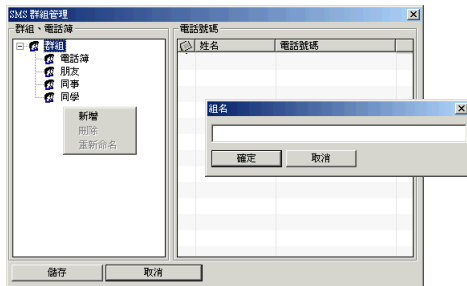 SMS 群組管理
群組、電話簿
群組
電話簿
朋友
同事
同學
新增
刪除
重新命名
電話號碼
姓名 電話號碼
組名
確定 取消
儲存 取消